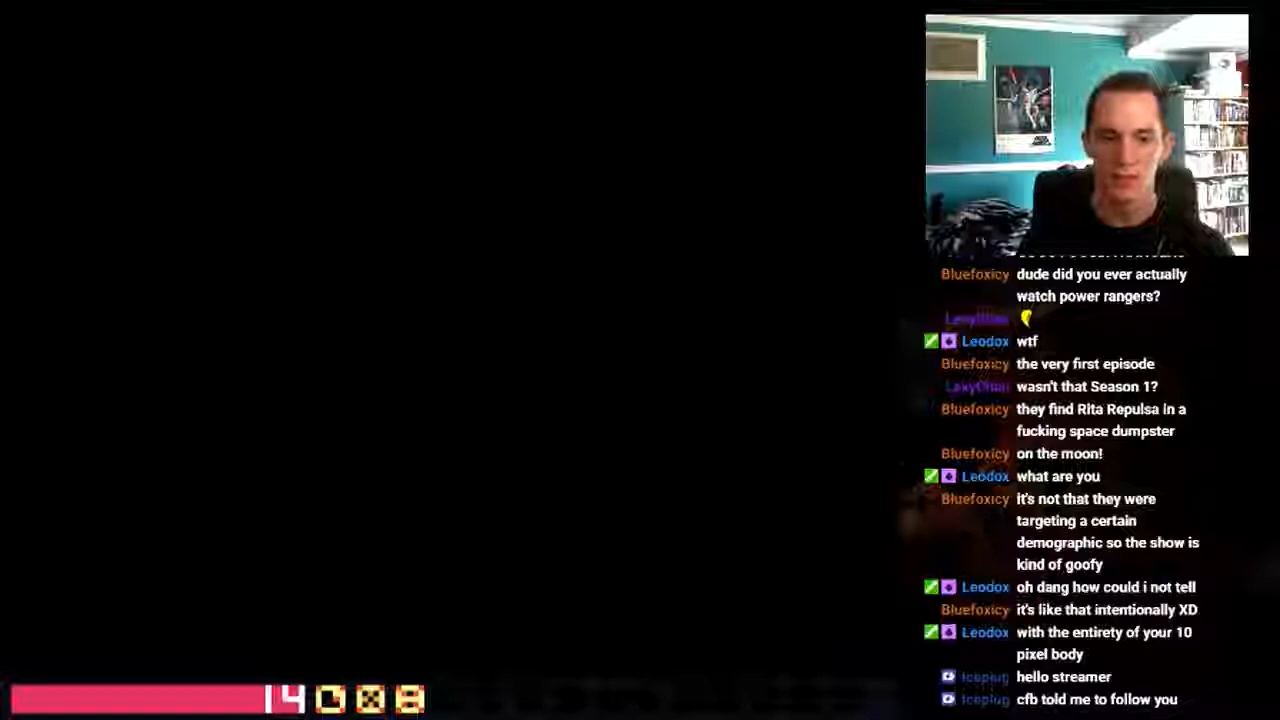 Bluefoxicy dude did you ever actually
watch power rangers?
Leodox wtf
Bluefoxicy the very first episode
wasn't that Season 1?
Bluefoxicy they find Rita Repulsa in a
fucking space dumpster
Bluefoxicy on the moon!
Leodox what are you
Bluefoxicy it's not that they were
targeting a certain
demographic so the show is
kind of goofy
Leodox oh dang how could i not tell
Bluefoxicy it's like that intentionally XD
Leodox with the entirety of your 10
pixel body
Iceplug hello streamer
Iceplug cfb told me to follow you
14